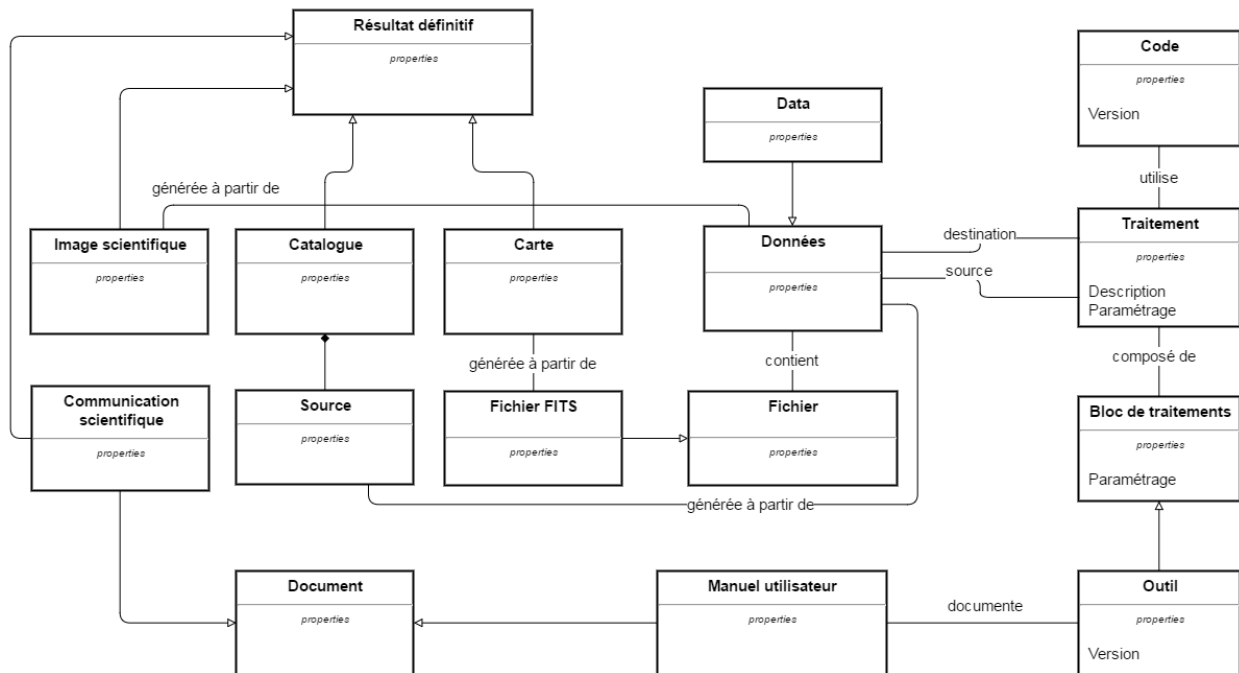 Résultat définitif
properties
Code
properties
Version
Data
properties
générée à partir de
utilise
Image scientifique
properties
Catalogue
properties
Carte
properties
Données
properties
destination
source
Traitement
properties
Description
Paramétrage
générée à partir de
contient
composé de
Communication
scientifique
properties
Source
properties
Fichier FITS
properties
Fichier
properties
Bloc de traitements
properties
Paramétrage
générée à partir de
Document
properties
Manuel utilisateur
properties
documente
Outil
properties
Version